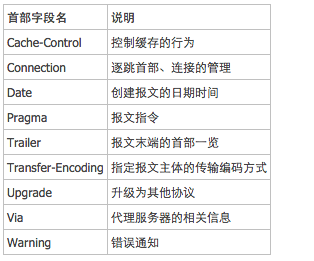 首部字段名 说明
Cache-Control 控制缓存的行为
Connection 逐跳首部、连接的管理
Date 创建报文的日期时间
Pragma 报文指令
Trailer 报文末端的首部一览
Transfer-Encoding 指定报文主体的传输编码方式
Upgrade 升级为其他协议
Via 代理服务器的相关信息
Warning 错误通知